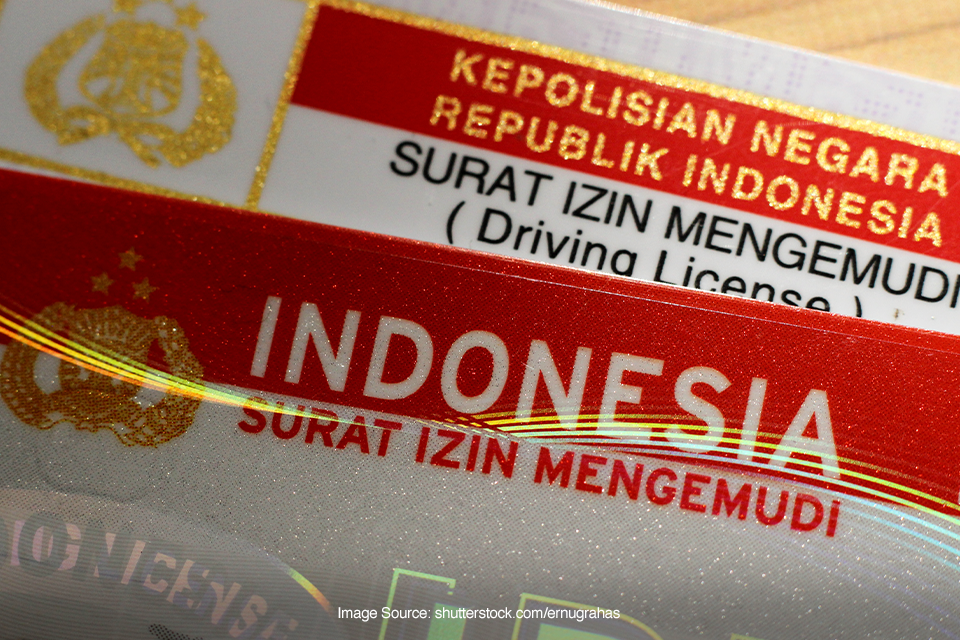 KEPOLISIAN NEGARA
REPUBLIK INDONESIA
SURAT IZIN MENGEMUDI
( Driving License )
INDONESIA
SURAT IZIN MENGEMUDI
Image Source: shutterstock.com/ernugrahas